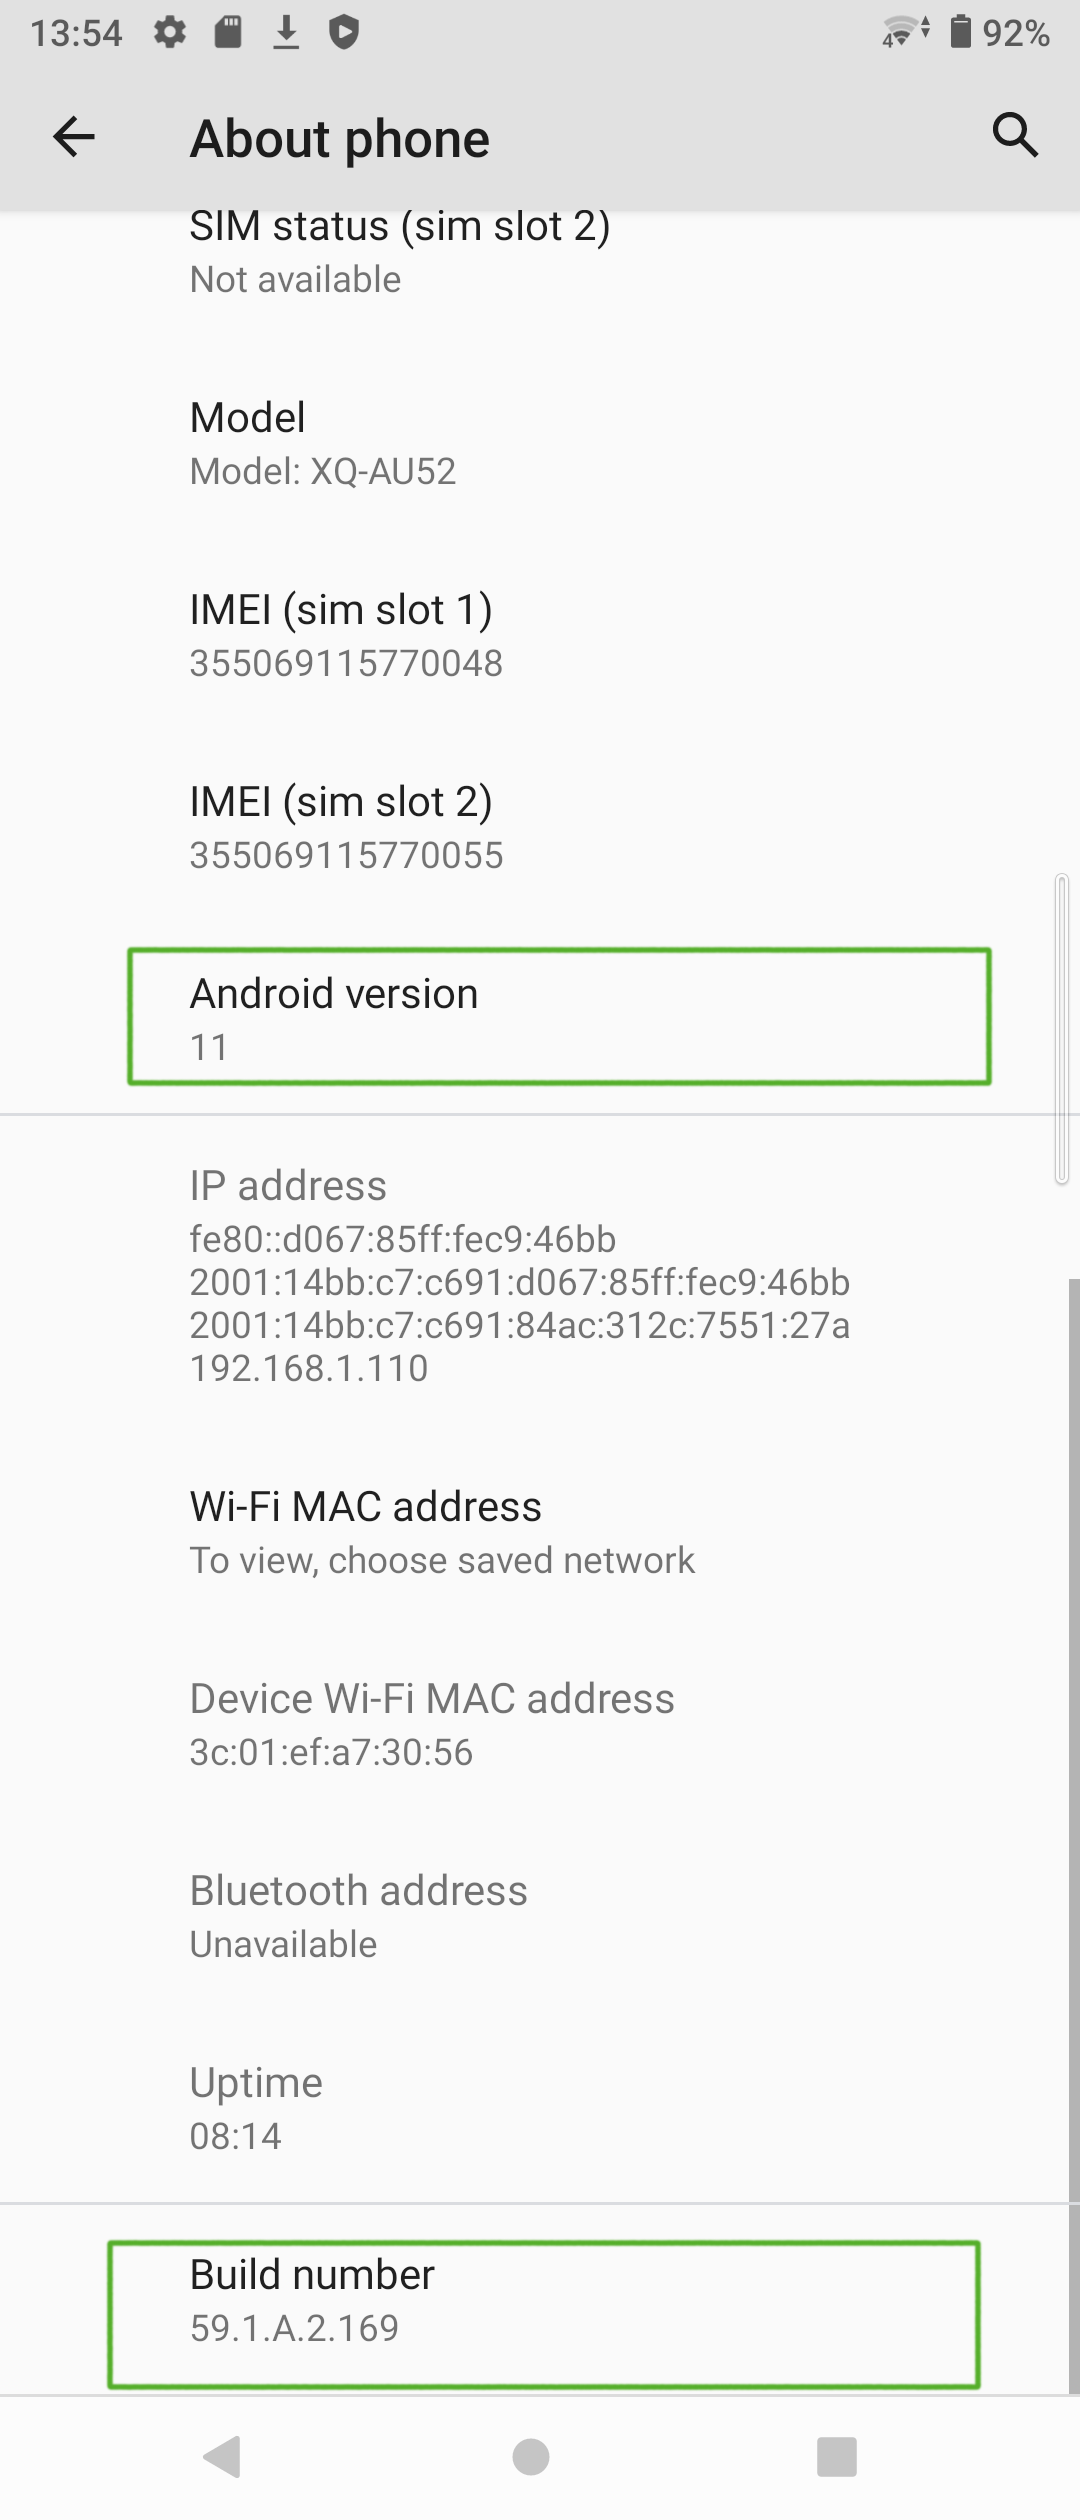 13:54
4
92%
About phone
SIM status (sim slot 2)
Not available
Model
Model: XQ-AU52
IMEI (sim slot 1)
355069115770048
IMEI (sim slot 2)
355069115770055
Android version
11
IP address
fe80::d067:85ff:fec9:46bb
2001:14bb:c7:c691:d067:85ff:fec9:46bb
2001:14bb:c7:c691:84ac:312c:7551:27a
192.168.1.110
Wi-Fi MAC address
To view, choose saved network
Device Wi-Fi MAC address
3c:01:ef:a7:30:56
Bluetooth address
Unavailable
Uptime
08:14
Build number
59.1.A.2.169